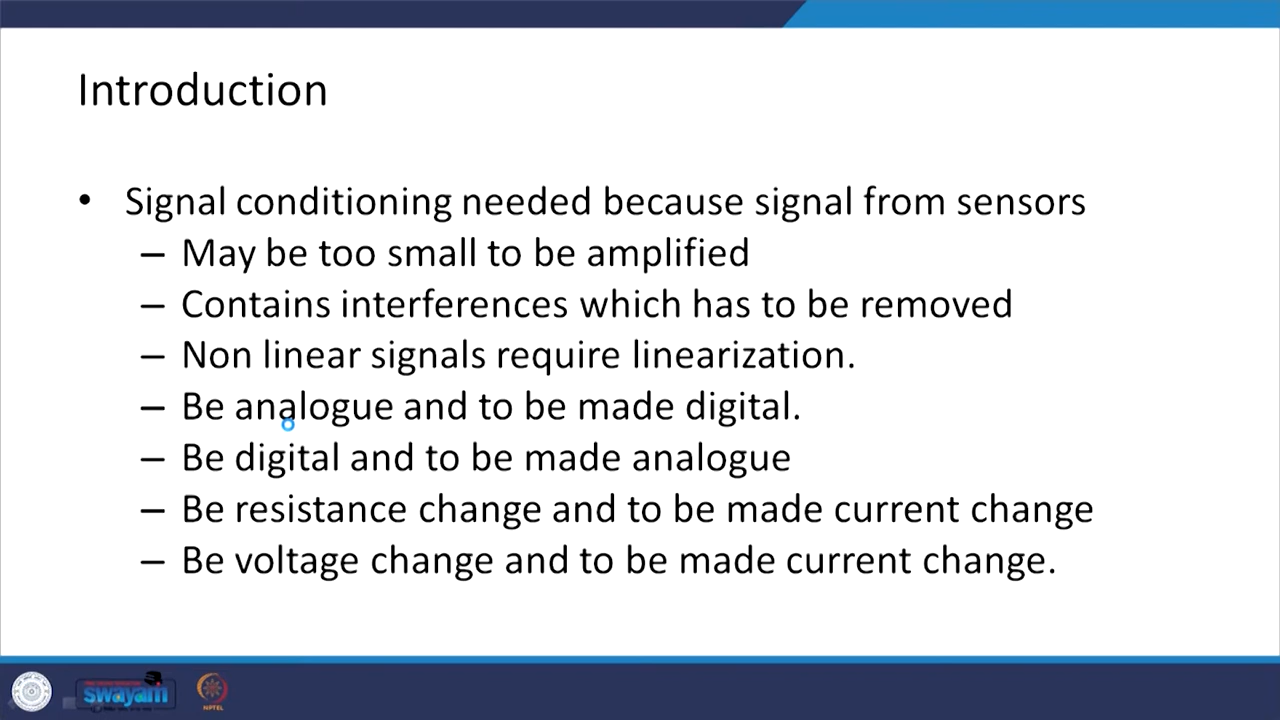 Introduction
• Signal conditioning needed because signal from sensors
– May be too small to be amplified
– Contains interferences which has to be removed
– Non linear signals require linearization.
– Be analogue and to be made digital.
– Be digital and to be made analogue
– Be resistance change and to be made current change
– Be voltage change and to be made current change.
swayam
NPTEL